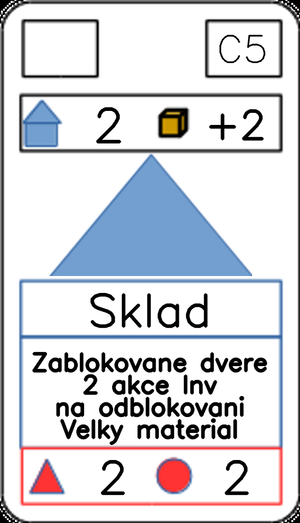 C5
2 +2
Sklad
Zablokovane dvere
2 akce Inv
na odblokovani
Velky material
2 2